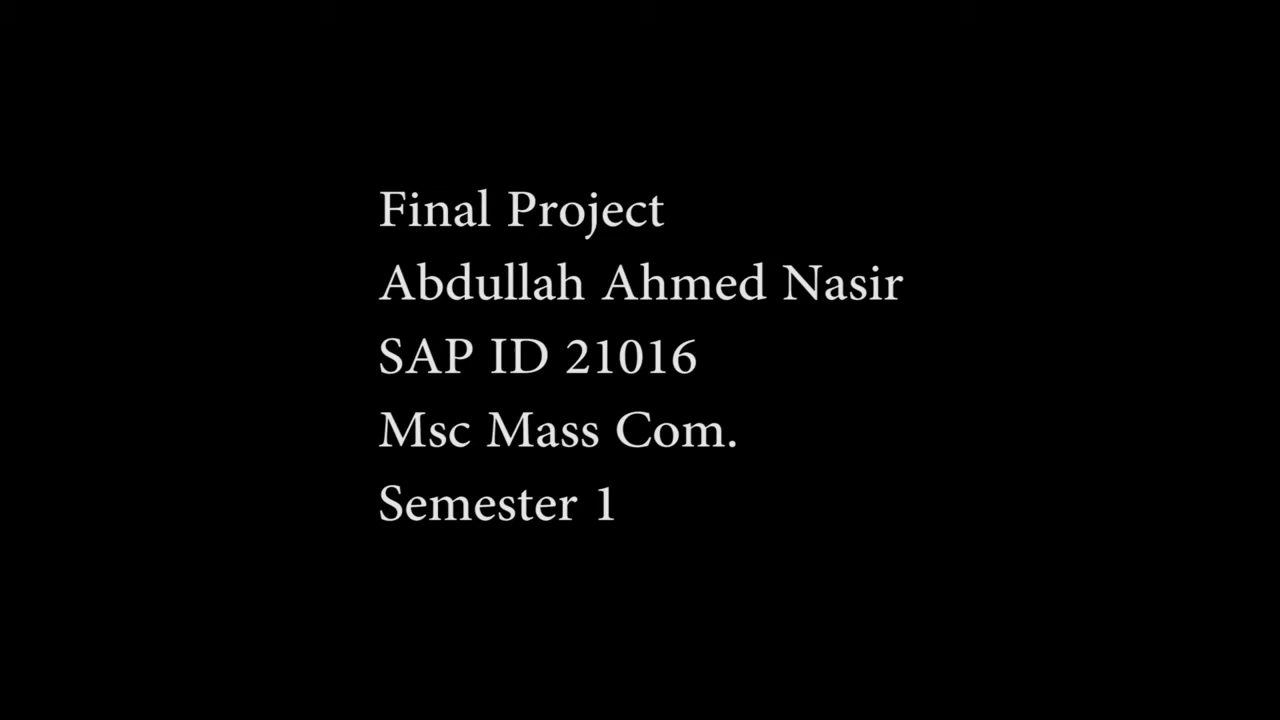 Final Project
Abdullah Ahmed Nasir
SAP ID 21016
Msc Mass Com.
Semester 1